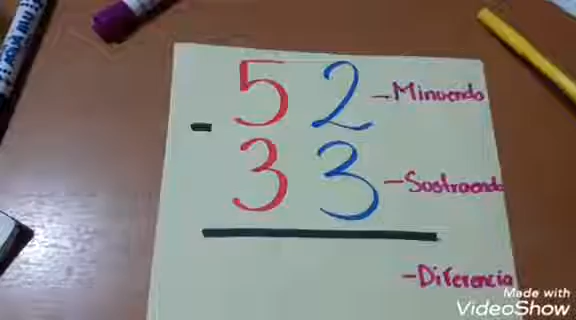 52 - Minuendo
- 33 - Sustraendo
- Diferencia
Made with
VideoShow